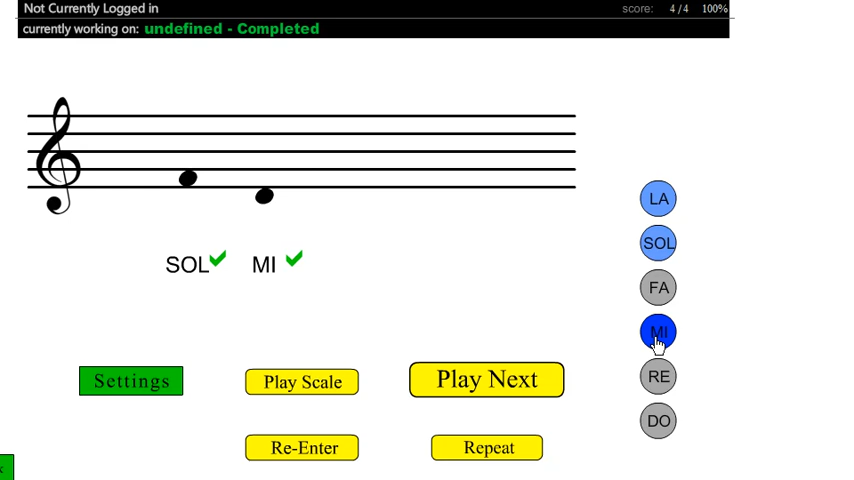 Not Currently Logged in score: 4/4 100%
currently working on: undefined - Completed
LA
SOL
FA
MI
RE
DO
SOL MI
Settings Play Scale Play Next
Re-Enter Repeat